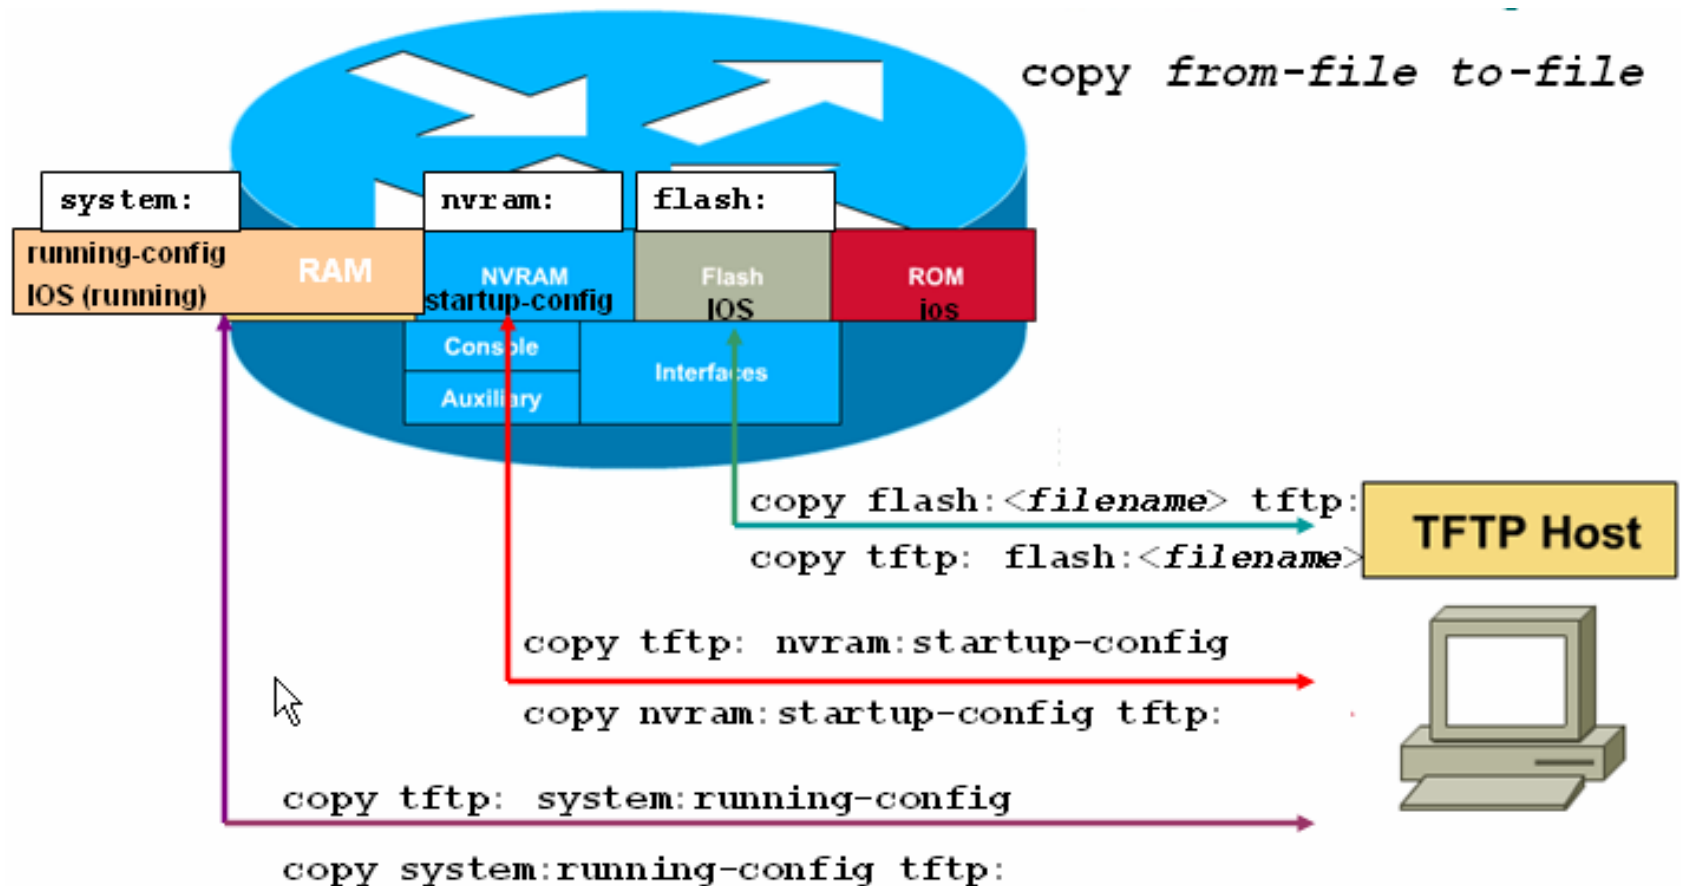 copy from-file to-file
system:
nvram:
flash:
running-config
IOS (running)
RAM
NVRAM
startup-config
Flash
IOS
ROM
ios
Console
Auxiliary
Interfaces
copy flash:<filename> tftp:
copy tftp: flash:<filename>
TFTP Host
copy tftp: nvram:startup-config
copy nvram:startup-config tftp:
copy tftp: system:running-config
copy system:running-config tftp: